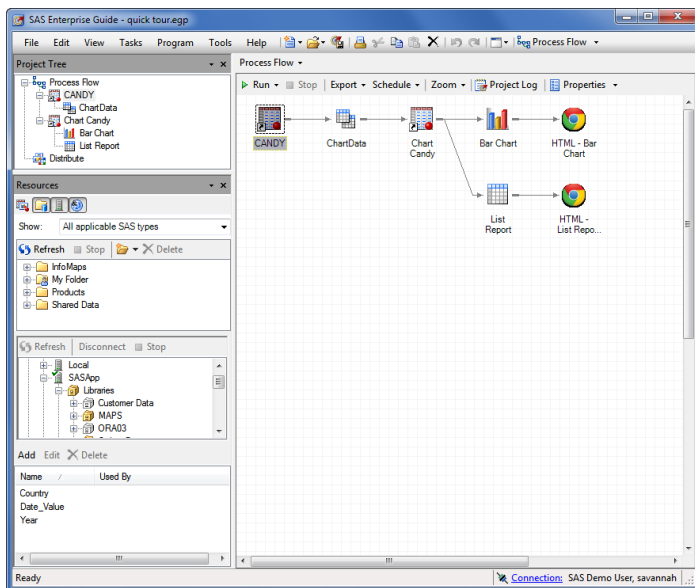 SAS Enterprise Guide - quick tour.egp
File Edit View Tasks Program Tools Help Process Flow
Project Tree
Process Flow
CANDY
ChartData
Chart Candy
Bar Chart
List Report
Distribute
Resources
Show: All applicable SAS types
Refresh Stop Delete
InfoMaps
My Folder
Products
Shared Data
Refresh Disconnect Stop
Local
SASApp
Libraries
Customer Data
MAPS
ORA03
Add Edit Delete
Name Used By
Country
Date_Value
Year
Process Flow
Run Stop Export Schedule Zoom Project Log Properties
CANDY ChartData Chart Candy Bar Chart HTML - Bar Chart
List Report HTML - List Repo...
Ready Connection: SAS Demo User, savannah